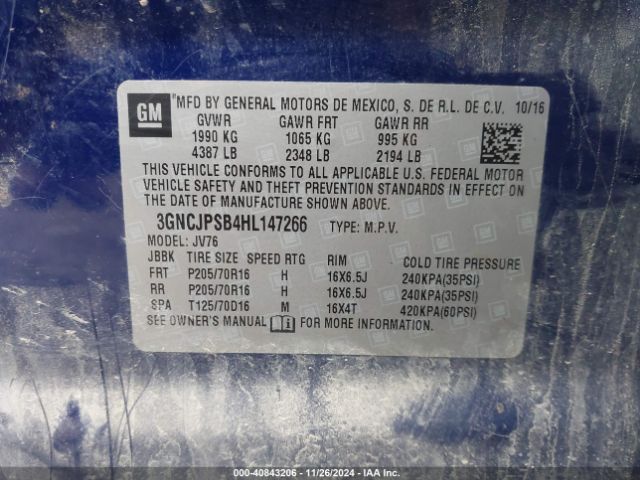 GM
MFD BY GENERAL MOTORS DE MEXICO, S. DE R.L. DE C.V. 10/16
GVWR GAWR FRT GAWR RR
1990 KG 1065 KG 995 KG
4387 LB 2348 LB 2194 LB
THIS VEHICLE CONFORMS TO ALL APPLICABLE U.S. FEDERAL MOTOR
VEHICLE SAFETY AND THEFT PREVENTION STANDARDS IN EFFECT ON
THE DATE OF MANUFACTURE SHOWN ABOVE.
3GNCJPSB4HL147266 TYPE: M.P.V.
MODEL: JV76
JBBK TIRE SIZE SPEED RTG RIM COLD TIRE PRESSURE
FRT P205/70R16 H 16X6.5J 240KPA(35PSI)
RR P205/70R16 H 16X6.5J 240KPA(35PSI)
SPA T125/70D16 M 16X4T 420KPA(60PSI)
SEE OWNER'S MANUAL FOR MORE INFORMATION.
000-40843206 - 11/26/2024 - IAA Inc.